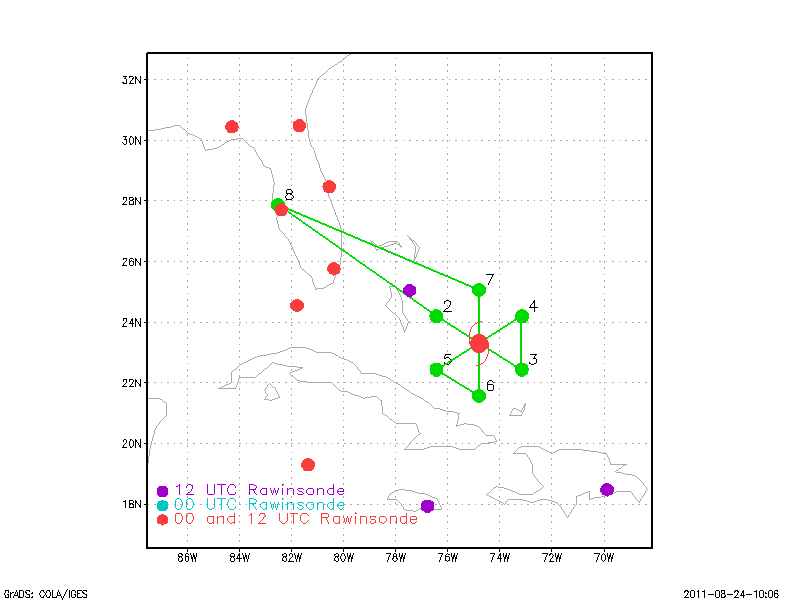 32N
30N
28N
26N
24N
22N
20N
18N
8
7
2
4
5
3
6
12 UTC Rawinsonde
00 UTC Rawinsonde
00 and 12 UTC Rawinsonde
86W 84W 82W 80W 78W 76W 74W 72W 70W
GrADS: COLA/IGES
2011-08-24-10:06